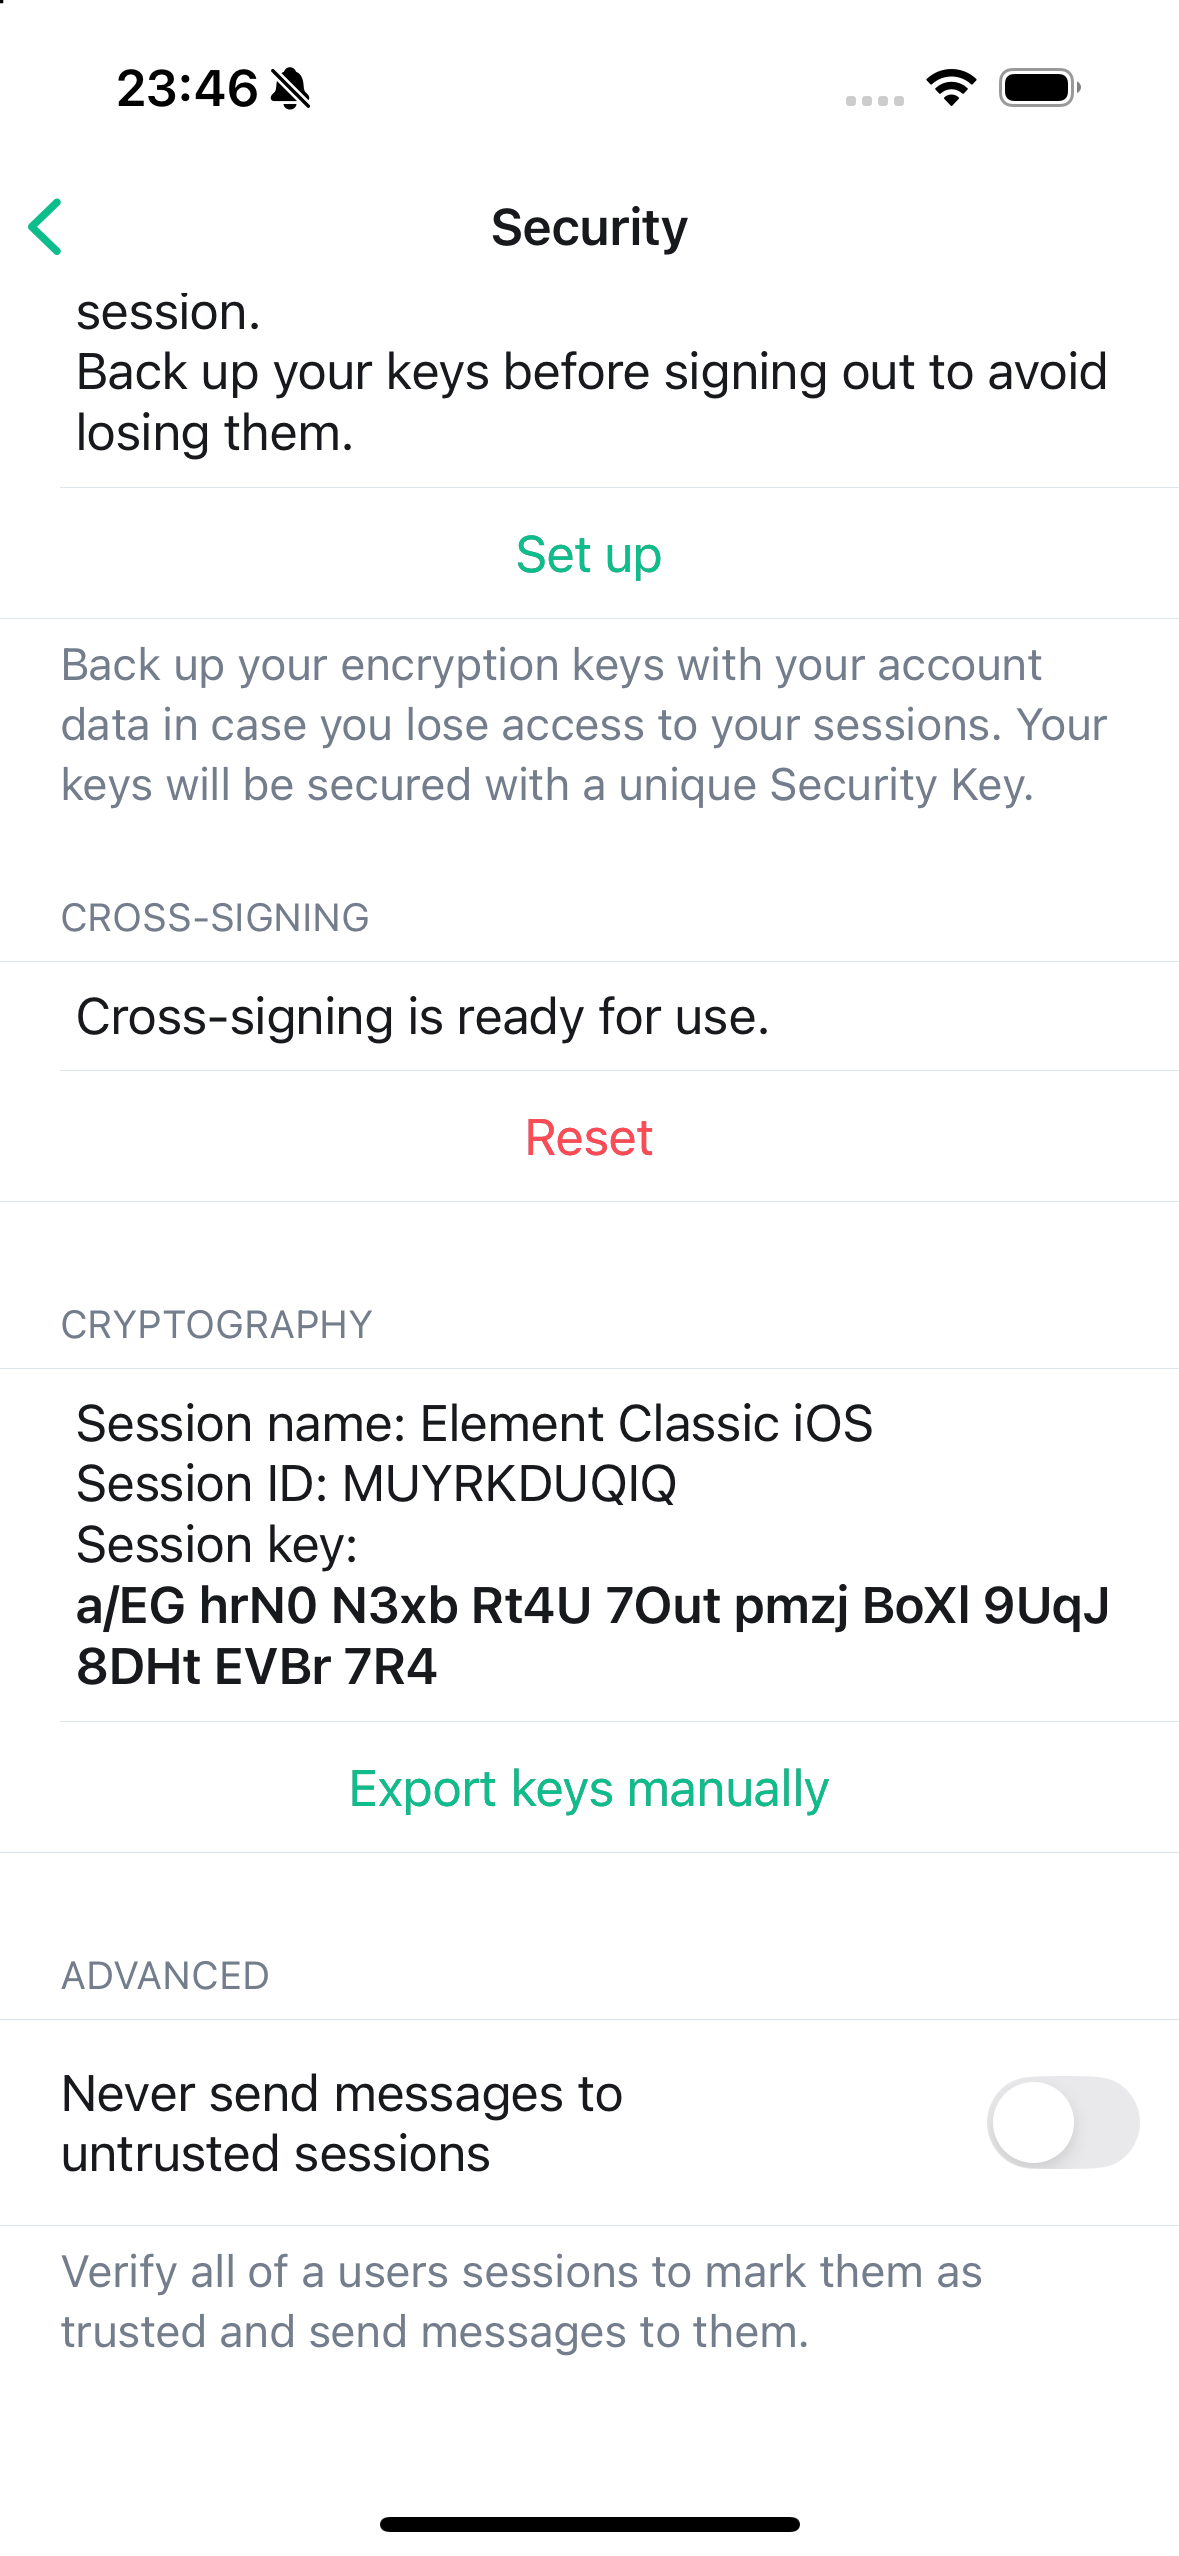 23:46
Security
session.
Back up your keys before signing out to avoid
losing them.
Set up
Back up your encryption keys with your account
data in case you lose access to your sessions. Your
keys will be secured with a unique Security Key.
CROSS-SIGNING
Cross-signing is ready for use.
Reset
CRYPTOGRAPHY
Session name: Element Classic iOS
Session ID: MUYRKDUQIQ
Session key:
a/EG hrN0 N3xb Rt4U 7Out pmzj BoXl 9UqJ
8DHt EVBr 7R4
Export keys manually
ADVANCED
Never send messages to
untrusted sessions
Verify all of a users sessions to mark them as
trusted and send messages to them.